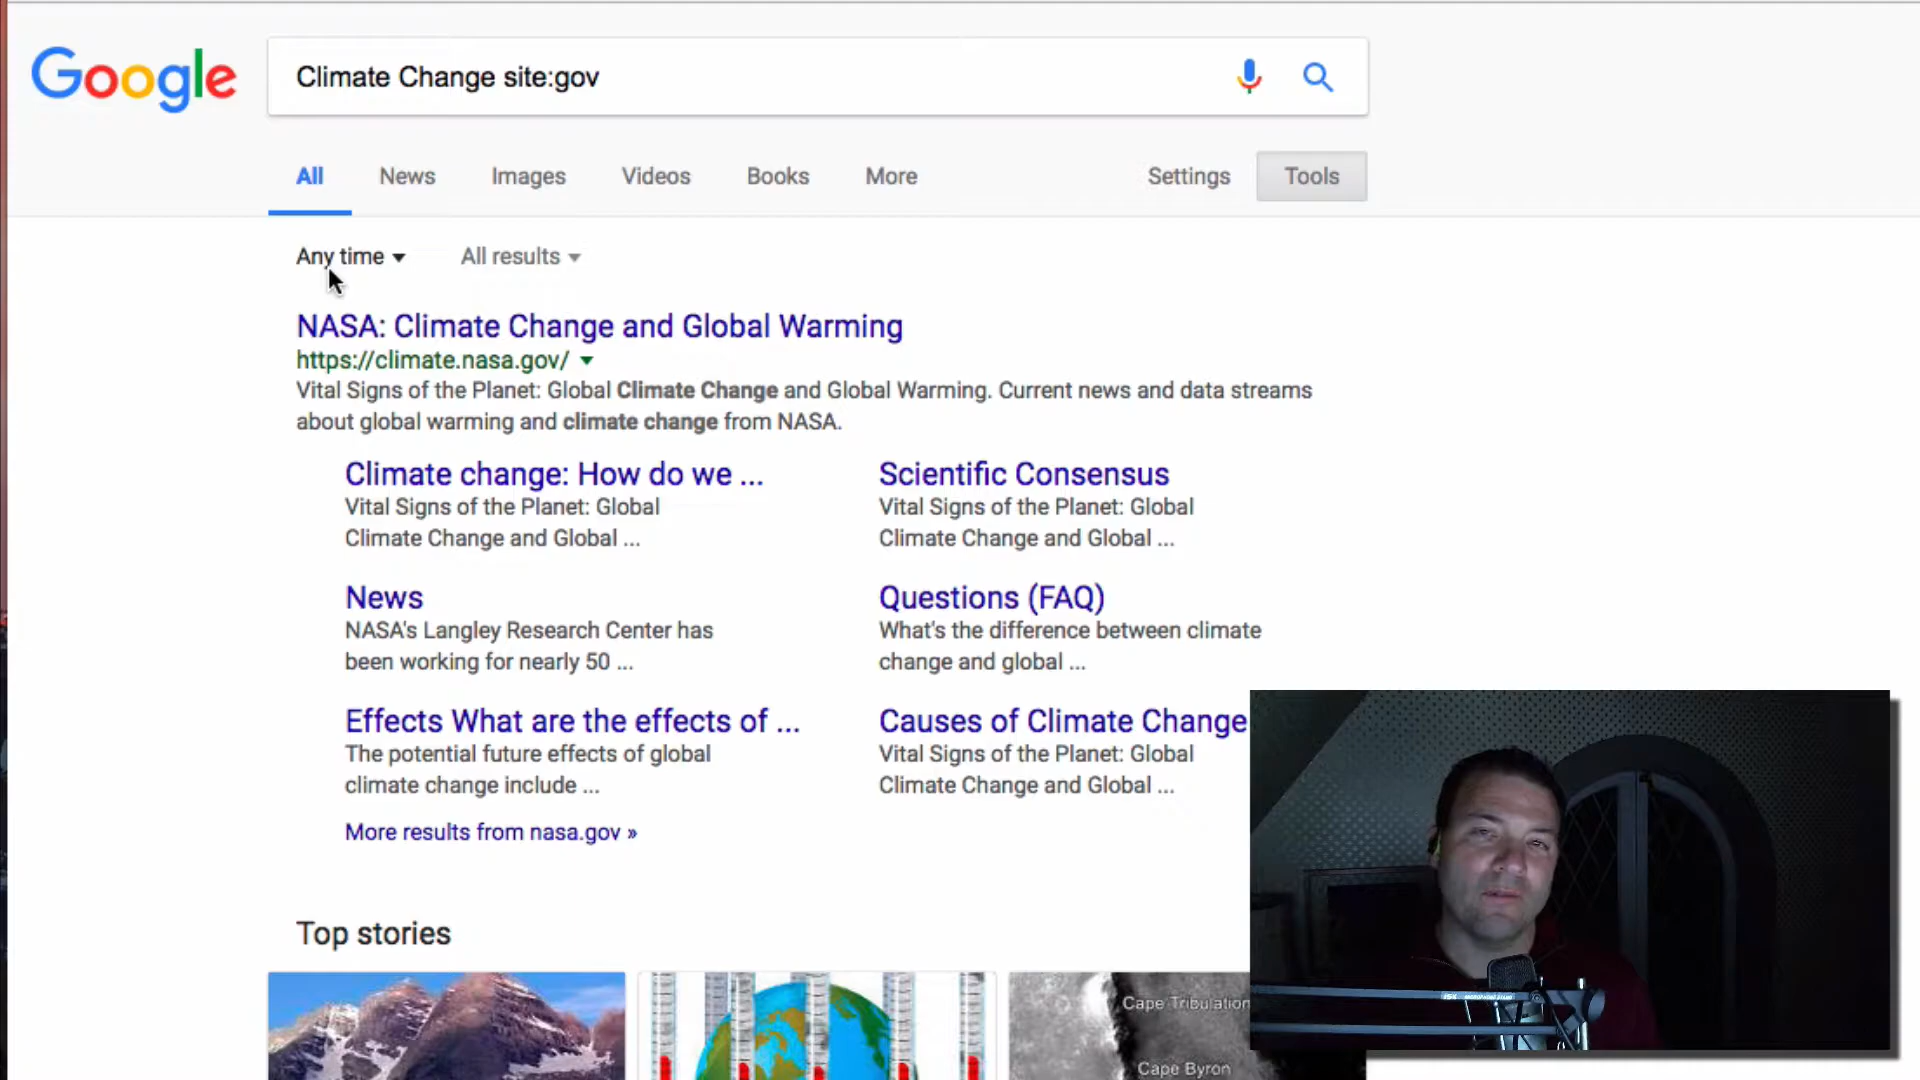 Google
Climate Change site:gov
All News Images Videos Books More Settings Tools
Any time All results
NASA: Climate Change and Global Warming
https://climate.nasa.gov/
Vital Signs of the Planet: Global Climate Change and Global Warming. Current news and data streams
about global warming and climate change from NASA.
Climate change: How do we ...
Vital Signs of the Planet: Global
Climate Change and Global ...
Scientific Consensus
Vital Signs of the Planet: Global
Climate Change and Global ...
News
NASA's Langley Research Center has
been working for nearly 50 ...
Questions (FAQ)
What's the difference between climate
change and global ...
Effects What are the effects of ...
The potential future effects of global
climate change include ...
Causes of Climate Change
Vital Signs of the Planet: Global
Climate Change and Global ...
More results from nasa.gov »
Top stories
Cape Tribulation
Cape Byron